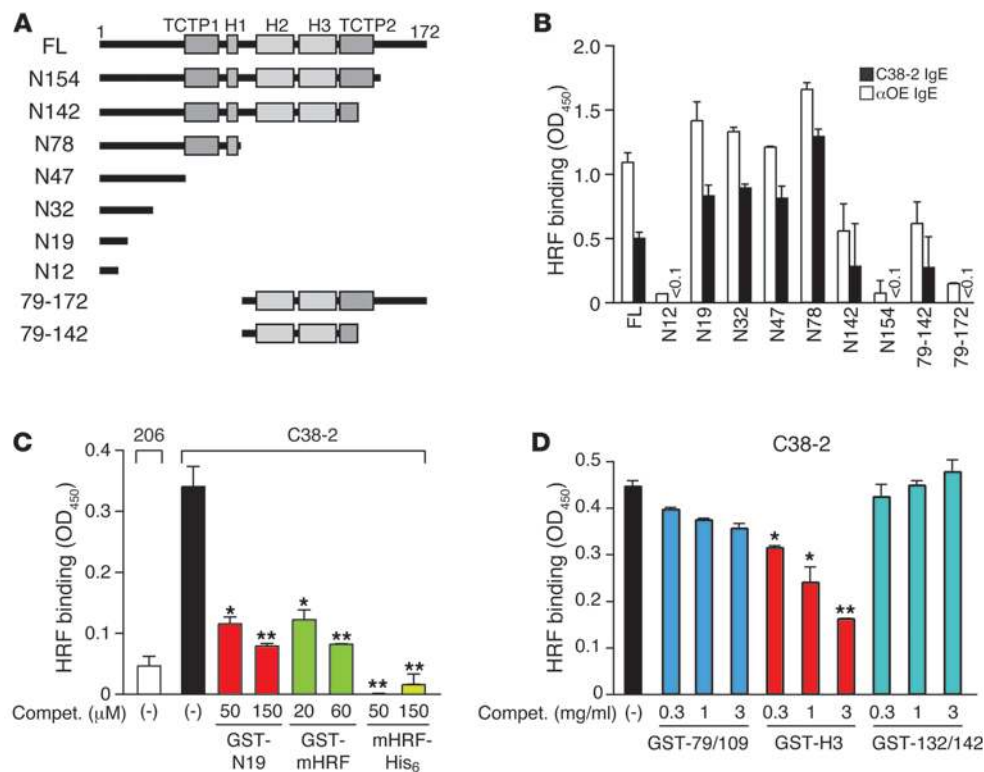 A
1 TCTP1 H1 H2 H3 TCTP2 172
FL
N154
N142
N78
N47
N32
N19
N12
79-172
79-142
B
HRF binding (OD450)
2.0
1.5
1.0
0.5
0
C38-2 IgE
αOE IgE
<0.1
<0.1
<0.1
FL
N12
N19
N32
N47
N78
N142
N154
79-142
79-172
C
206 C38-2
HRF binding (OD450)
0.4
0.3
0.2
0.1
0
* ** * ** ** **
Compet. (μM) (-) (-) 50 150 20 60 50 150
GST- GST- mHRF-
N19 mHRF His6
D
C38-2
HRF binding (OD450)
0.5
0.4
0.3
0.2
0.1
0
* * **
Compet. (mg/ml) (-) 0.3 1 3 0.3 1 3 0.3 1 3
GST-79/109 GST-H3 GST-132/142